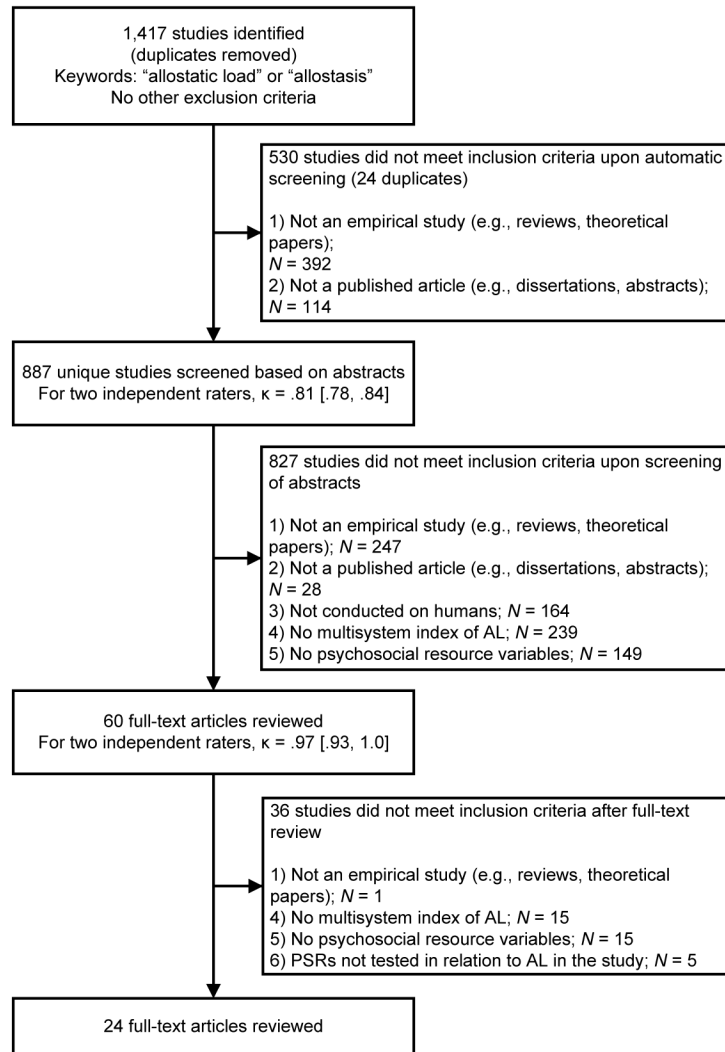 1,417 studies identified
(duplicates removed)
Keywords: “allostatic load” or “allostasis”
No other exclusion criteria
530 studies did not meet inclusion criteria upon automatic
screening (24 duplicates)
1) Not an empirical study (e.g., reviews, theoretical
papers);
N = 392
2) Not a published article (e.g., dissertations, abstracts);
N = 114
887 unique studies screened based on abstracts
For two independent raters, κ = .81 [.78, .84]
827 studies did not meet inclusion criteria upon screening
of abstracts
1) Not an empirical study (e.g., reviews, theoretical
papers); N = 247
2) Not a published article (e.g., dissertations, abstracts);
N = 28
3) Not conducted on humans; N = 164
4) No multisystem index of AL; N = 239
5) No psychosocial resource variables; N = 149
60 full-text articles reviewed
For two independent raters, κ = .97 [.93, 1.0]
36 studies did not meet inclusion criteria after full-text
review
1) Not an empirical study (e.g., reviews, theoretical
papers); N = 1
4) No multisystem index of AL; N = 15
5) No psychosocial resource variables; N = 15
6) PSRs not tested in relation to AL in the study; N = 5
24 full-text articles reviewed